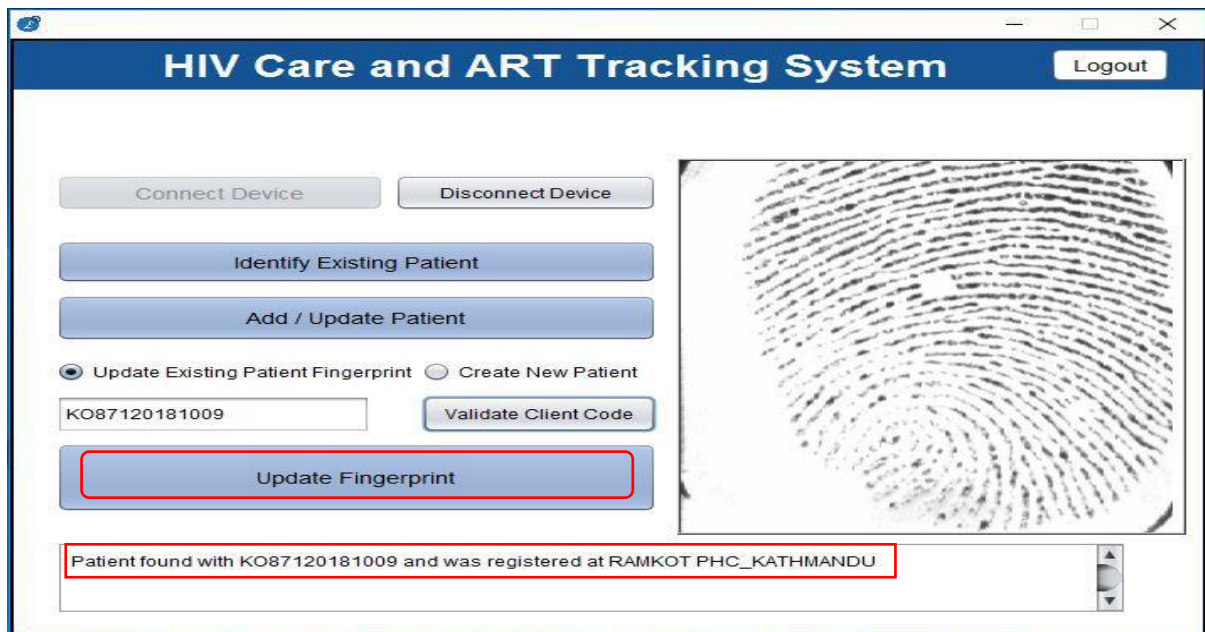 HIV Care and ART Tracking System
Logout
Connect Device
Disconnect Device
Identify Existing Patient
Add / Update Patient
Update Existing Patient Fingerprint
Create New Patient
KO87120181009
Validate Client Code
Update Fingerprint
Patient found with KO87120181009 and was registered at RAMKOT PHC_KATHMANDU